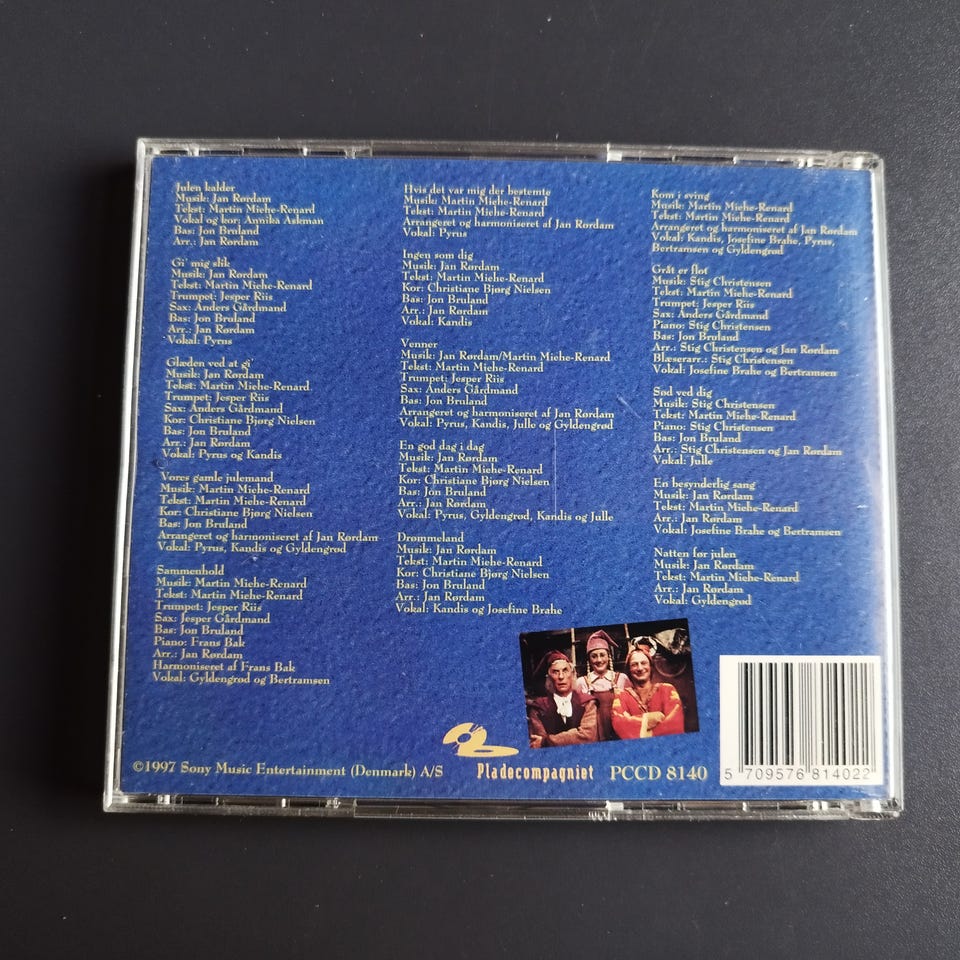 Julen kalder
Musik: Jan Rørdam
Tekst: Martin Miehe-Renard
Vokal og kor: Annika Askman
Bas: Jon Bruland
Arr.: Jan Rørdam
Gi' mig slik
Musik: Jan Rørdam
Tekst: Martin Miehe-Renard
Trumpet: Jesper Riis
Sax: Anders Gårdmand
Bas: Jon Bruland
Arr.: Jan Rørdam
Vokal: Pyrus
Glæden ved at gi'
Musik: Jan Rørdam
Tekst: Martin Miehe-Renard
Trumpet: Jesper Riis
Sax: Anders Gårdmand
Kor: Christiane Bjørg Nielsen
Bas: Jon Bruland
Arr.: Jan Rørdam
Vokal: Pyrus og Kandis
Vores gamle julemand
Musik: Martin Miehe-Renard
Tekst: Martin Miehe-Renard
Kor: Christiane Bjørg Nielsen
Bas: Jon Bruland
Arrangeret og harmoniseret af Jan Rørdam
Vokal: Pyrus, Kandis og Gyldengrød
Sammenhold
Musik: Martin Miehe-Renard
Tekst: Martin Miehe-Renard
Trumpet: Jesper Riis
Sax: Jesper Gårdmand
Bas: Jon Bruland
Piano: Frans Bak
Arr.: Jan Rørdam
Harmoniseret af Frans Bak
Vokal: Gyldengrød og Bertramsen
Hvis det var mig der bestemte
Musik: Martin Miehe-Renard
Tekst: Martin Miehe-Renard
Arrangeret og harmoniseret af Jan Rørdam
Vokal: Pyrus
Ingen som dig
Musik: Jan Rørdam
Tekst: Martin Miehe-Renard
Kor: Christiane Bjørg Nielsen
Bas: Jon Bruland
Arr.: Jan Rørdam
Vokal: Kandis
Venner
Musik: Jan Rørdam/Martin Miehe-Renard
Tekst: Martin Miehe-Renard
Trumpet: Jesper Riis
Sax: Anders Gårdmand
Bas: Jon Bruland
Arrangeret og harmoniseret af Jan Rørdam
Vokal: Pyrus, Kandis, Julle og Gyldengrød
En god dag i dag
Musik: Jan Rørdam
Tekst: Martin Miehe-Renard
Kor: Christiane Bjørg Nielsen
Bas: Jon Bruland
Arr.: Jan Rørdam
Vokal: Pyrus, Gyldengrød, Kandis og Julle
Drømmeland
Musik: Jan Rørdam
Tekst: Martin Miehe-Renard
Kor: Christiane Bjørg Nielsen
Bas: Jon Bruland
Arr.: Jan Rørdam
Vokal: Kandis og Josefine Brahe
Kom i sving
Musik: Martin Miehe-Renard
Tekst: Martin Miehe-Renard
Arrangeret og harmoniseret af Jan Rørdam
Vokal: Kandis, Josefine Brahe, Pyrus,
Bertramsen og Gyldengrød
Gråt er flot
Musik: Stig Christensen
Tekst: Martin Miehe-Renard
Trumpet: Jesper Riis
Sax: Anders Gårdmand
Piano: Stig Christensen
Bas: Jon Bruland
Arr.: Stig Christensen og Jan Rørdam
Blæserarr.: Stig Christensen
Vokal: Josefine Brahe og Bertramsen
Sød ved dig
Musik: Stig Christensen
Tekst: Martin Miehe-Renard
Piano: Stig Christensen
Bas: Jon Bruland
Arr.: Stig Christensen og Jan Rørdam
Vokal: Julle
En besynderlig sang
Musik: Jan Rørdam
Tekst: Martin Miehe-Renard
Arr.: Jan Rørdam
Vokal: Josefine Brahe og Bertramsen
Natten før julen
Musik: Jan Rørdam
Tekst: Martin Miehe-Renard
Arr.: Jan Rørdam
Vokal: Gyldengrød
©1997 Sony Music Entertainment (Denmark) A/S
Pladecompagniet PCCD 8140
5 709576 814022